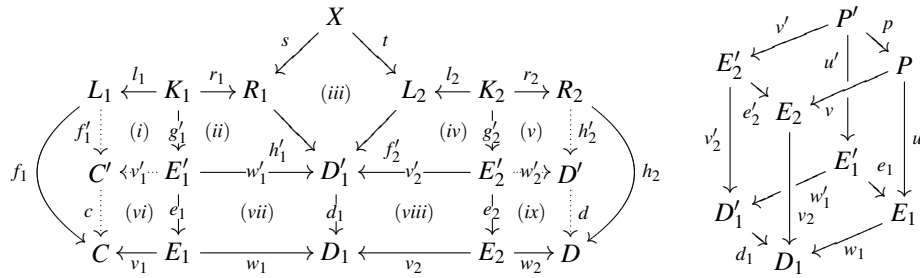 X
s t
l₁ r₁ l₂ r₂
L₁ K₁ R₁ (iii) L₂ K₂ R₂
f₁′ (i) g₁′ (ii) h₁′ f₂′ (iv) g₂′ (v) h₂′
f₁ C′ v₁′ E₁′ w₁′ D₁′ v₂′ E₂′ w₂′ D′ h₂
c (vi) e₁ (vii) d₁ (viii) e₂ (ix) d
C v₁ E₁ w₁ D₁ v₂ E₂ w₂ D
P′
v′ p
E₂′ u′ P
e₂′ E₂ v
v₂′ u
E₁′ e₁
D₁′ w₁′ v₂ E₁
d₁ D₁ w₁